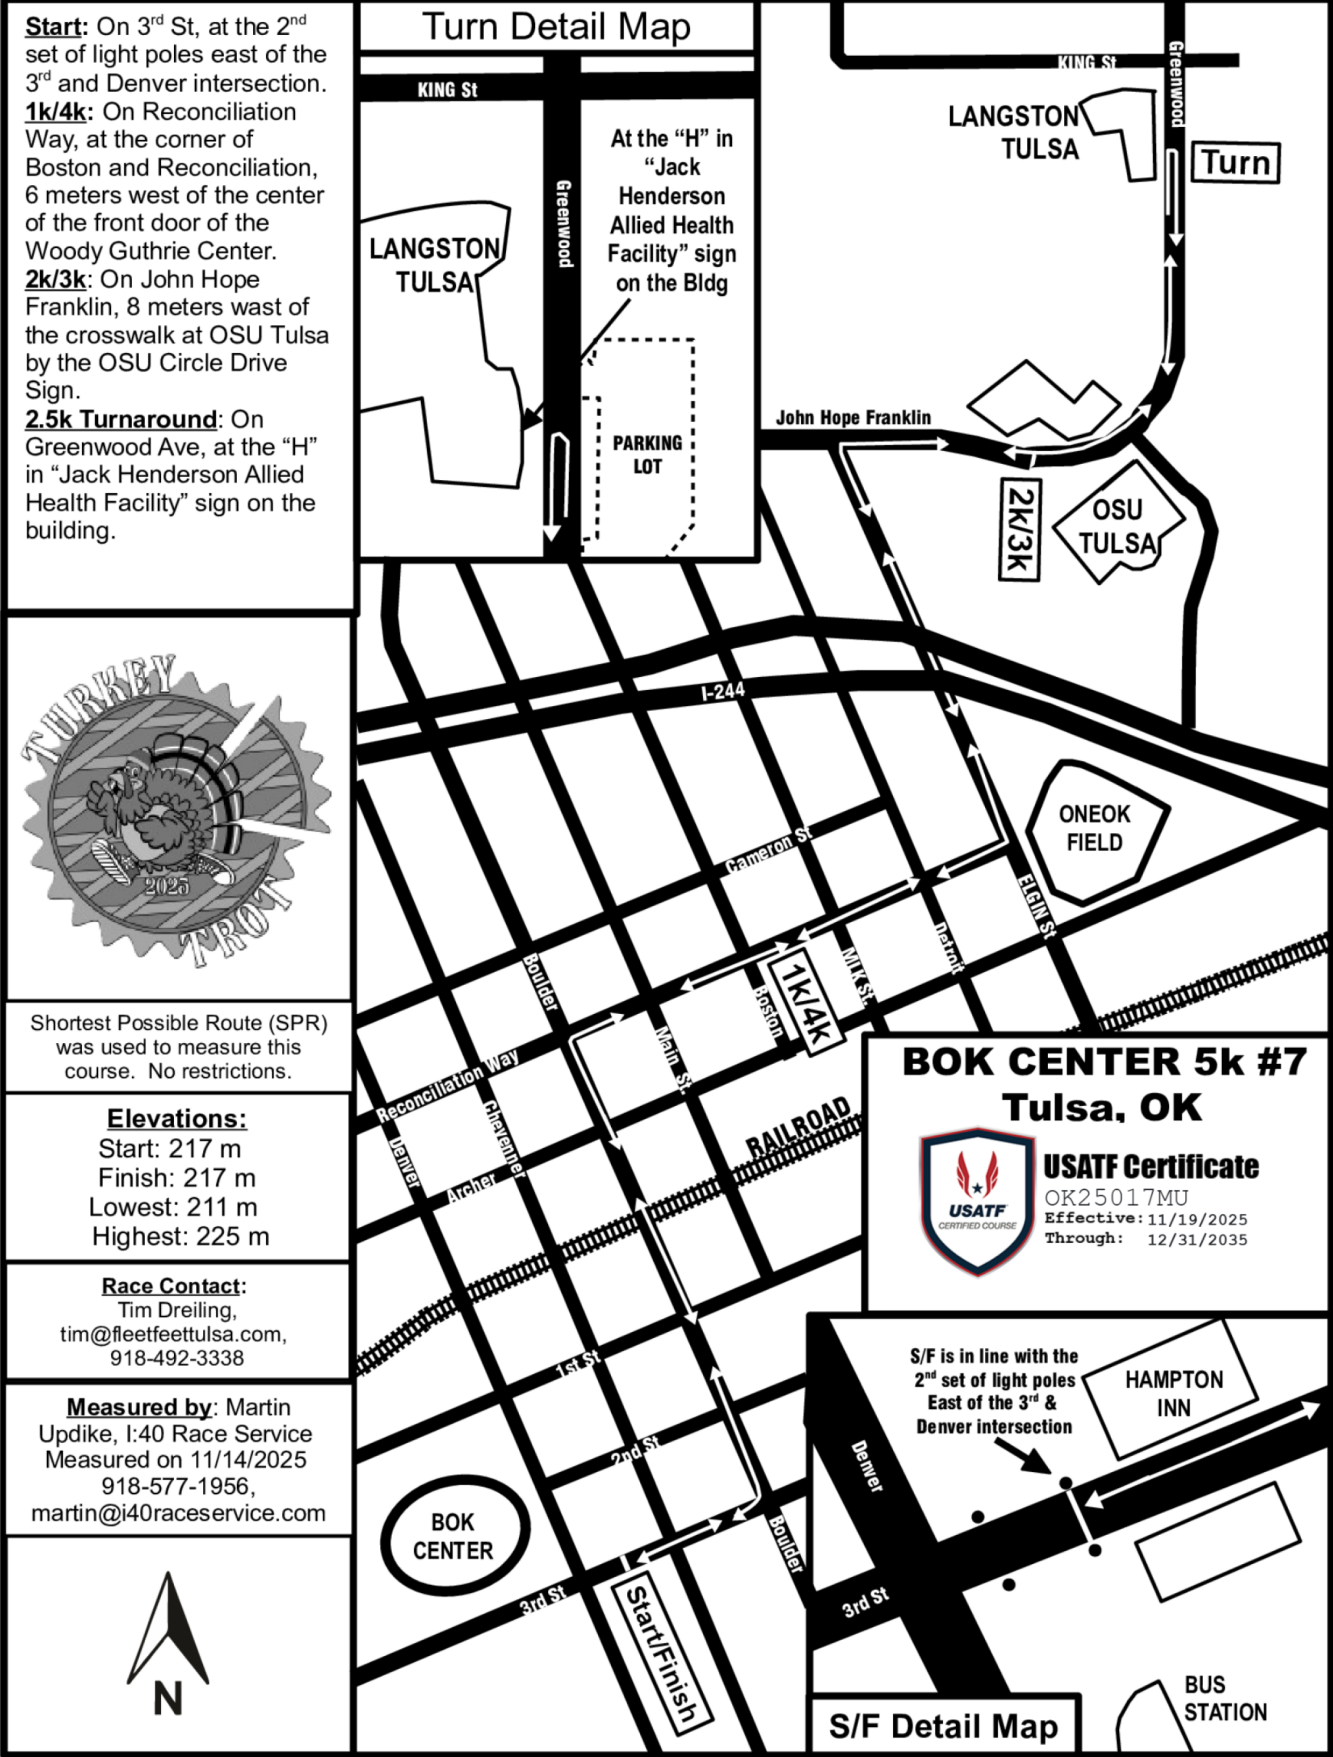 Start: On 3rd St, at the 2nd
set of light poles east of the
3rd and Denver intersection.
1k/4k: On Reconciliation
Way, at the corner of
Boston and Reconciliation,
6 meters west of the center
of the front door of the
Woody Guthrie Center.
2k/3k: On John Hope
Franklin, 8 meters wast of
the crosswalk at OSU Tulsa
by the OSU Circle Drive
Sign.
2.5k Turnaround: On
Greenwood Ave, at the “H”
in “Jack Henderson Allied
Health Facility” sign on the
building.
Turn Detail Map
KING St
Greenwood
At the “H” in
“Jack
Henderson
Allied Health
Facility” sign
on the Bldg
LANGSTON
TULSA
PARKING
LOT
KING St
Greenwood
LANGSTON
TULSA
Turn
John Hope Franklin
2k/3k
OSU
TULSA
I-244
ONEOK
FIELD
Cameron St
ELGIN St
Detroit
MLK St.
1k/4k
Boston
Boulder
Main St.
Reconciliation Way
Cheyenner
Denver
Archer
RAILROAD
1st St
2nd St
BOK
CENTER
Boulder
3rd St
Start/Finish
TURKEY
2025
TROT
Shortest Possible Route (SPR)
was used to measure this
course. No restrictions.
Elevations:
Start: 217 m
Finish: 217 m
Lowest: 211 m
Highest: 225 m
Race Contact:
Tim Dreiling,
tim@fleetfeettulsa.com,
918-492-3338
Measured by: Martin
Updike, I:40 Race Service
Measured on 11/14/2025
918-577-1956,
martin@i40raceservice.com
N
BOK CENTER 5k #7
Tulsa, OK
USATF
CERTIFIED COURSE
USATF Certificate
OK25017MU
Effective: 11/19/2025
Through: 12/31/2035
S/F is in line with the
2nd set of light poles
East of the 3rd &
Denver intersection
HAMPTON
INN
Denver
3rd St
BUS
STATION
S/F Detail Map